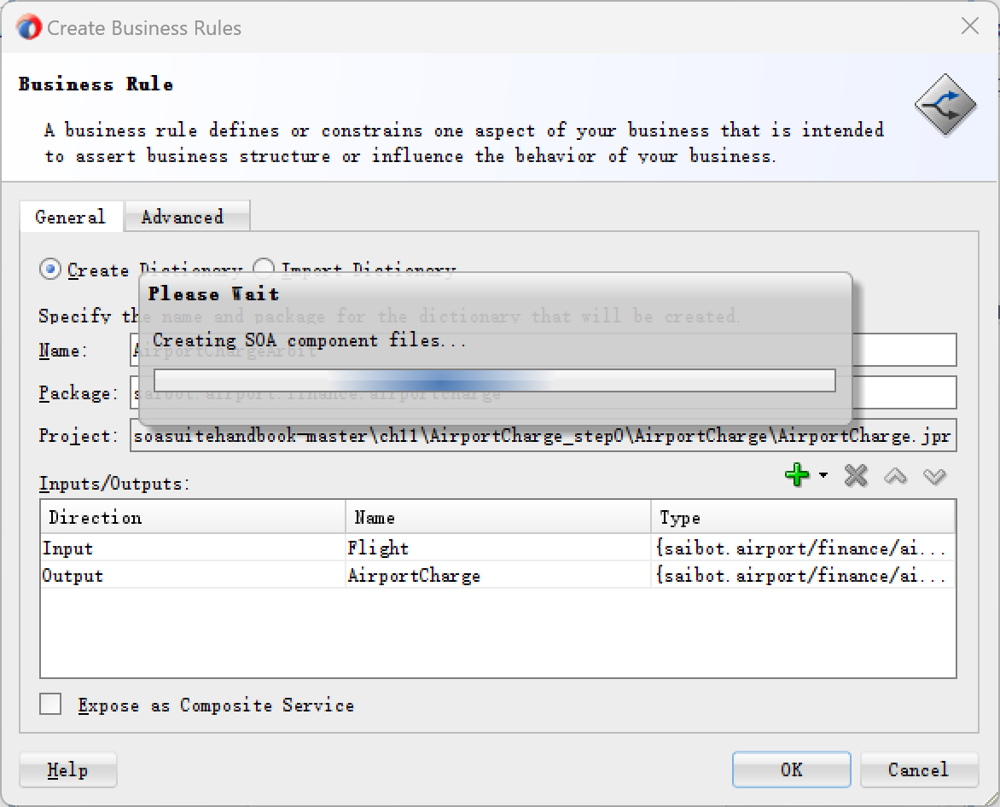 Create Business Rules
Business Rule
A business rule defines or constrains one aspect of your business that is intended
to assert business structure or influence the behavior of your business.
General Advanced
Create Dictionary Import Dictionary
Please Wait
Specify the name and package for the dictionary that will be created.
Creating SOA component files...
Name: AirportChargeArbit
Package: saibot.airport.finance.airportcharge
Project: soasuitehandbook-master\ch11\AirportCharge_step0\AirportCharge\AirportCharge.jpr
Inputs/Outputs:
Direction Name Type
Input Flight {saibot.airport/finance/ai...
Output AirportCharge {saibot.airport/finance/ai...
Expose as Composite Service
Help OK Cancel